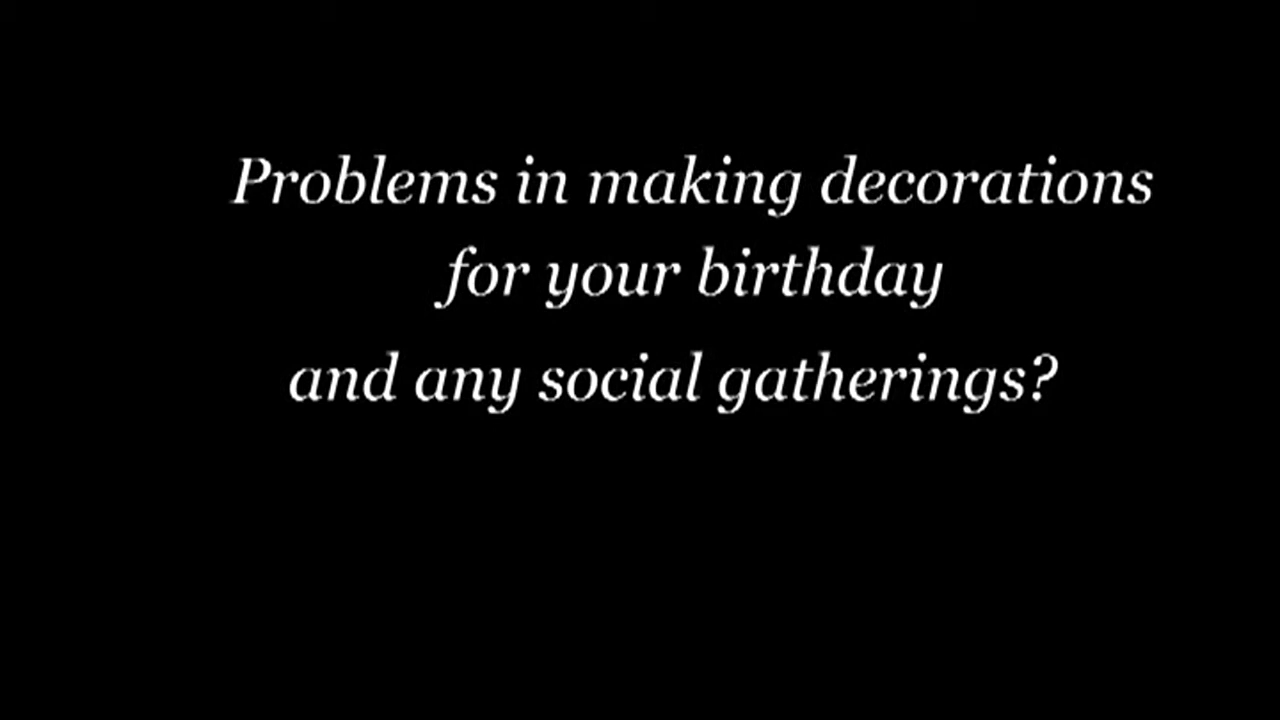 Problems in making decorations
for your birthday
and any social gatherings?